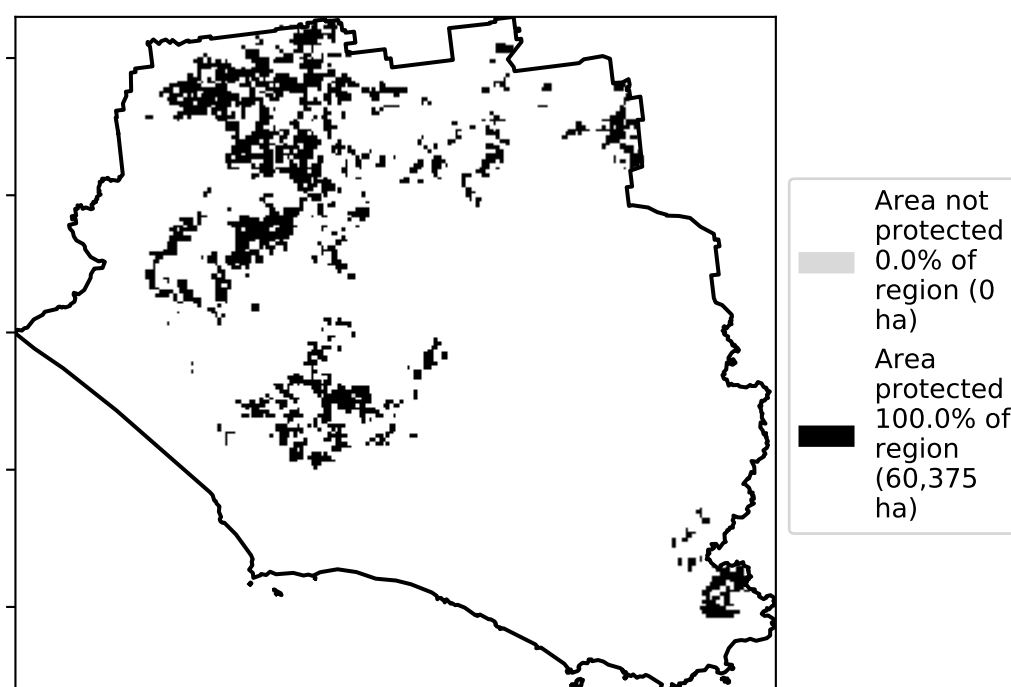 Area not
protected
0.0% of
region (0
ha)
Area
protected
100.0% of
region
(60,375
ha)